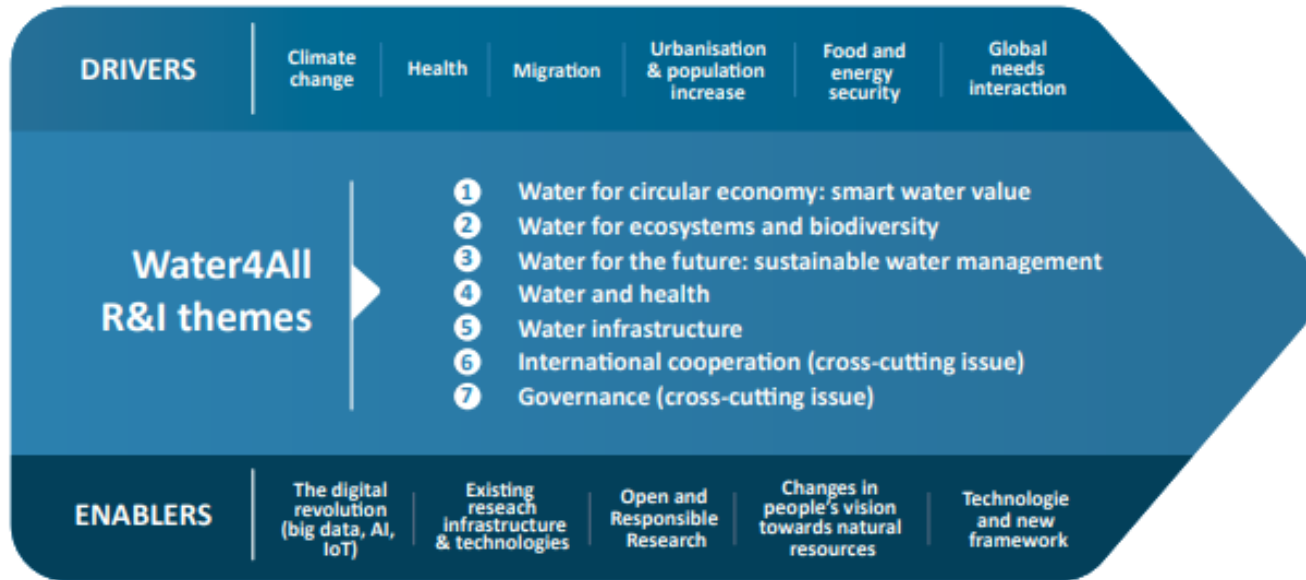 DRIVERS
Climate
change
Health
Migration
Urbanisation
& population
increase
Food and
energy
security
Global
needs
interaction
Water4All
R&I themes
1 Water for circular economy: smart water value
2 Water for ecosystems and biodiversity
3 Water for the future: sustainable water management
4 Water and health
5 Water infrastructure
6 International cooperation (cross-cutting issue)
7 Governance (cross-cutting issue)
ENABLERS
The digital
revolution
(big data, AI,
IoT)
Existing
reseach
infrastructure
& technologies
Open and
Responsible
Research
Changes in
people's vision
towards natural
resources
Technologie
and new
framework